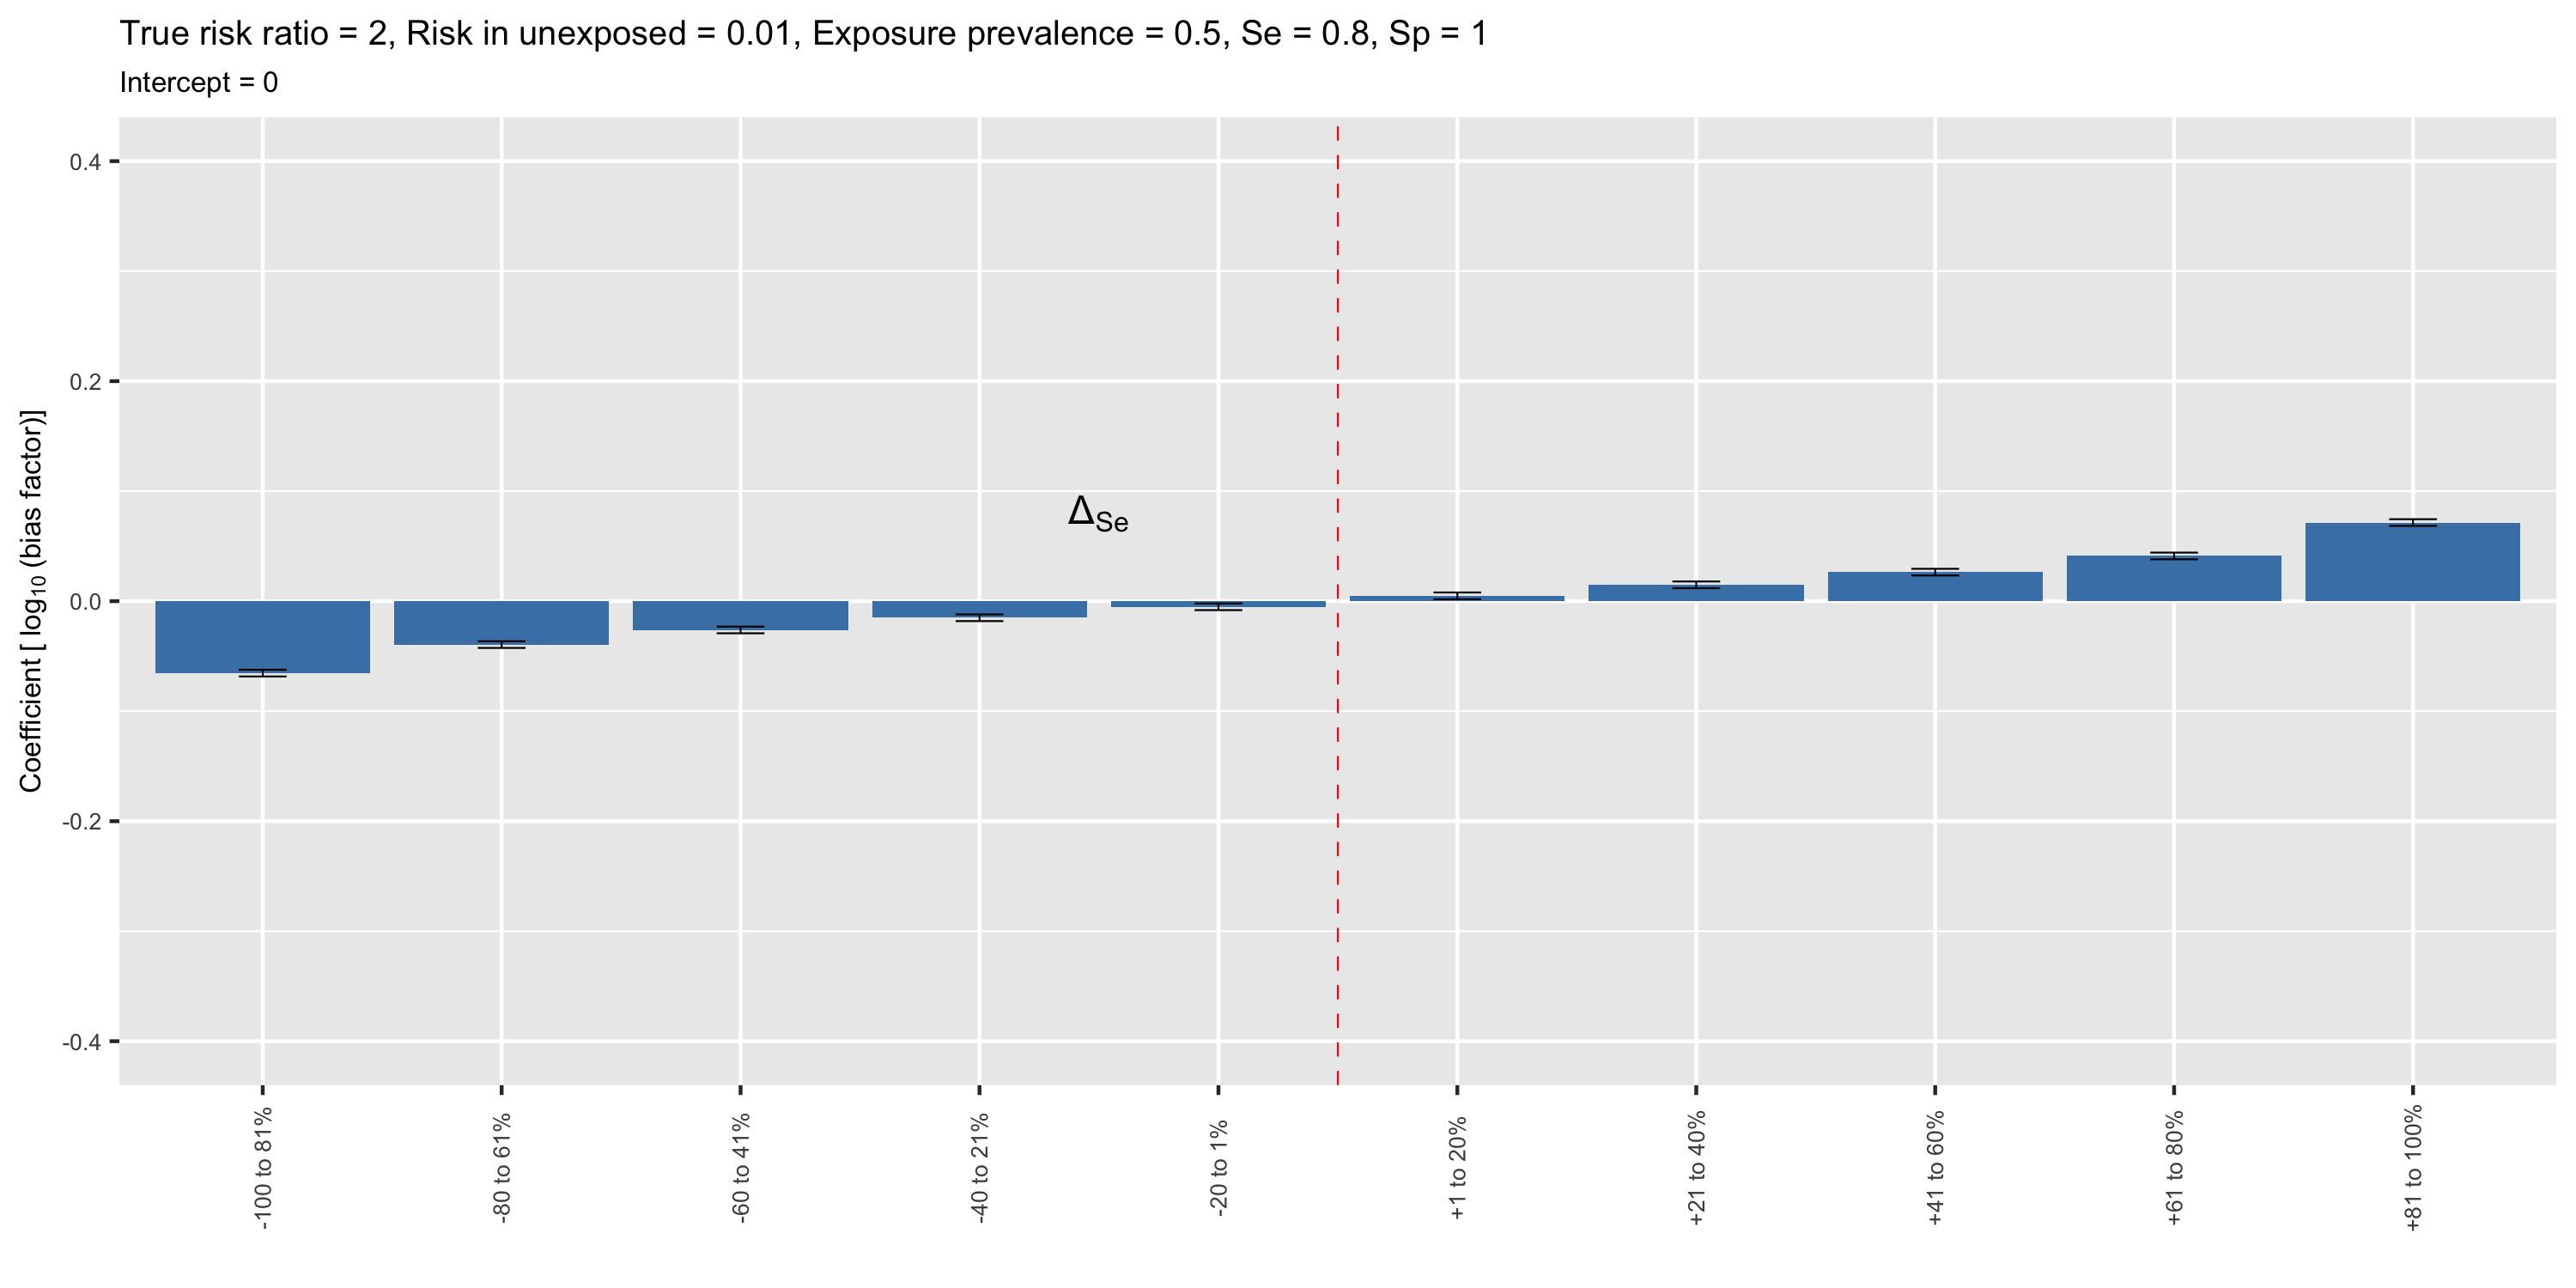 True risk ratio = 2, Risk in unexposed = 0.01, Exposure prevalence = 0.5, Se = 0.8, Sp = 1
Intercept = 0
Coefficient [ log₁₀ (bias factor)]
0.4
0.2
0.0
-0.2
-0.4
Δ_Se
-100 to 81%
-80 to 61%
-60 to 41%
-40 to 21%
-20 to 1%
+1 to 20%
+21 to 40%
+41 to 60%
+61 to 80%
+81 to 100%